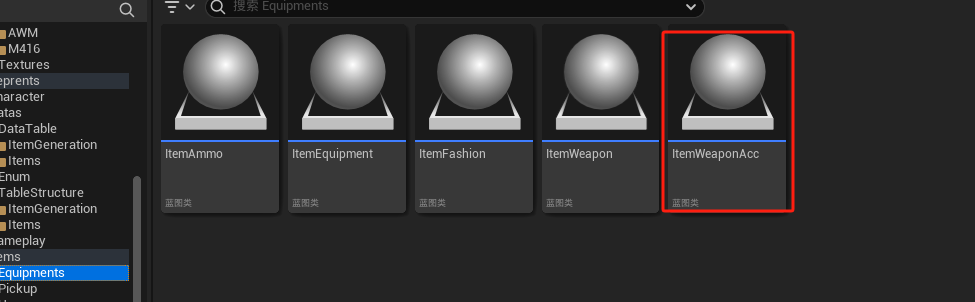 搜索 Equipments
AWM
M416
Textures
eprents
haracter
atas
DataTable
ItemGeneration
Items
Enum
TableStructure
ItemGeneration
Items
ameplay
ems
Equipments
Pickup
ItemAmmo
蓝图类
ItemEquipment
蓝图类
ItemFashion
蓝图类
ItemWeapon
蓝图类
ItemWeaponAcc
蓝图类